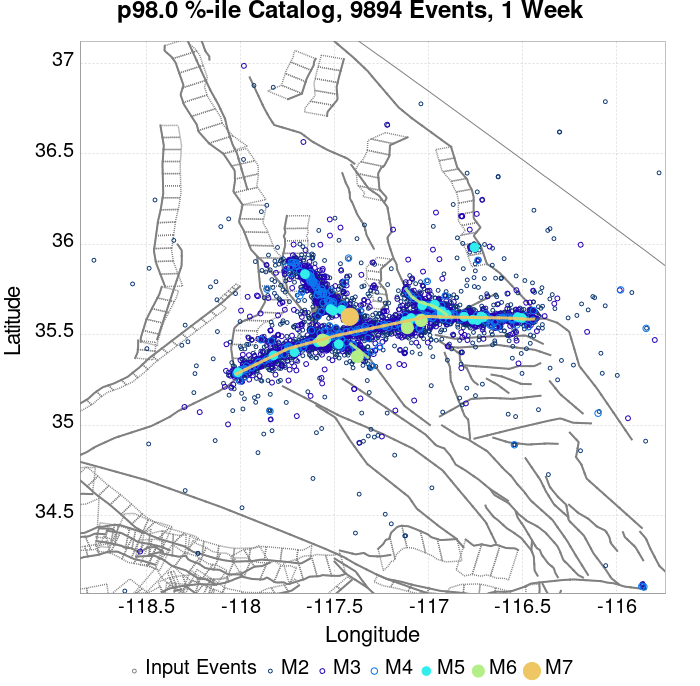 p98.0 %-ile Catalog, 9894 Events, 1 Week
37
36.5
36
35.5
35
34.5
Latitude
-118.5 -118 -117.5 -117 -116.5 -116
Longitude
Input Events M2 M3 M4 M5 M6 M7